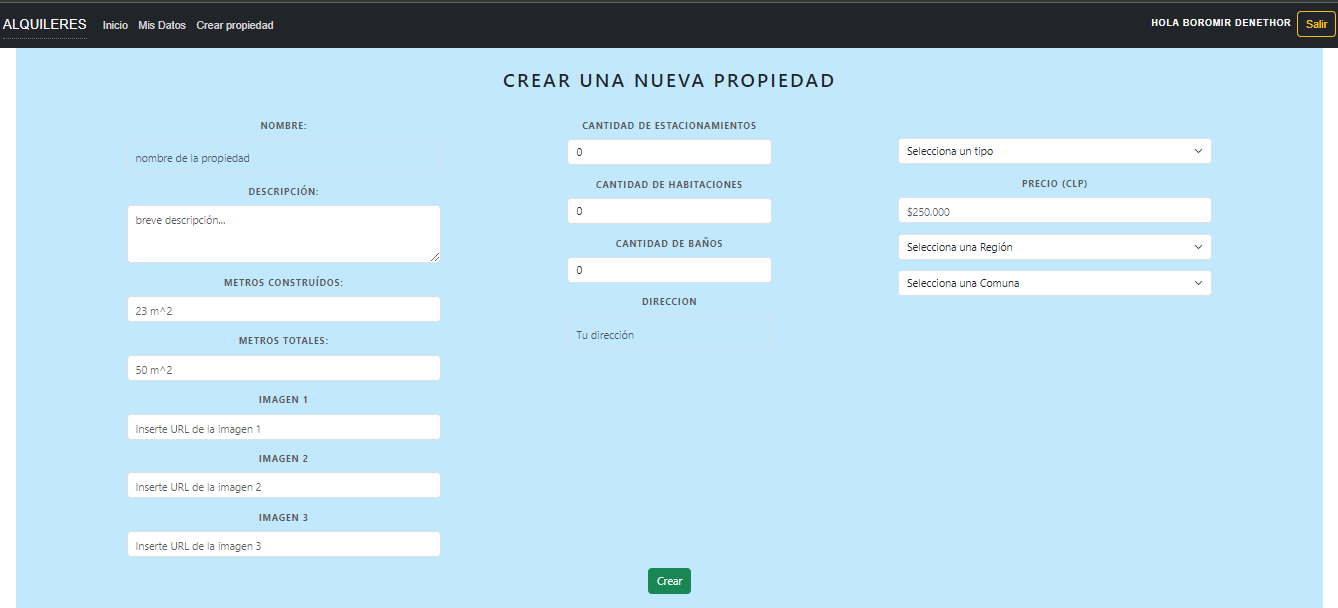 ALQUILERES Inicio Mis Datos Crear propiedad HOLA BOROMIR DENETHOR Salir
CREAR UNA NUEVA PROPIEDAD
NOMBRE:
nombre de la propiedad
DESCRIPCIÓN:
breve descripción...
METROS CONSTRUÍDOS:
23 m^2
METROS TOTALES:
50 m^2
IMAGEN 1
Inserte URL de la imagen 1
IMAGEN 2
Inserte URL de la imagen 2
IMAGEN 3
Inserte URL de la imagen 3
CANTIDAD DE ESTACIONAMIENTOS
0
CANTIDAD DE HABITACIONES
0
CANTIDAD DE BAÑOS
0
DIRECCION
Tu dirección
Selecciona un tipo
PRECIO (CLP)
$250.000
Selecciona una Región
Selecciona una Comuna
Crear